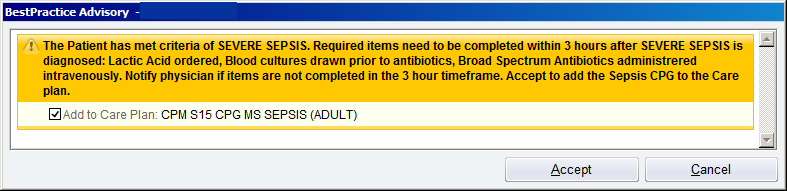 BestPractice Advisory -
The Patient has met criteria of SEVERE SEPSIS. Required items need to be completed within 3 hours after SEVERE SEPSIS is
diagnosed: Lactic Acid ordered, Blood cultures drawn prior to antibiotics, Broad Spectrum Antibiotics administrered
intravenously. Notify physician if items are not completed in the 3 hour timeframe. Accept to add the Sepsis CPG to the Care
plan.
Add to Care Plan: CPM S15 CPG MS SEPSIS (ADULT)
Accept Cancel